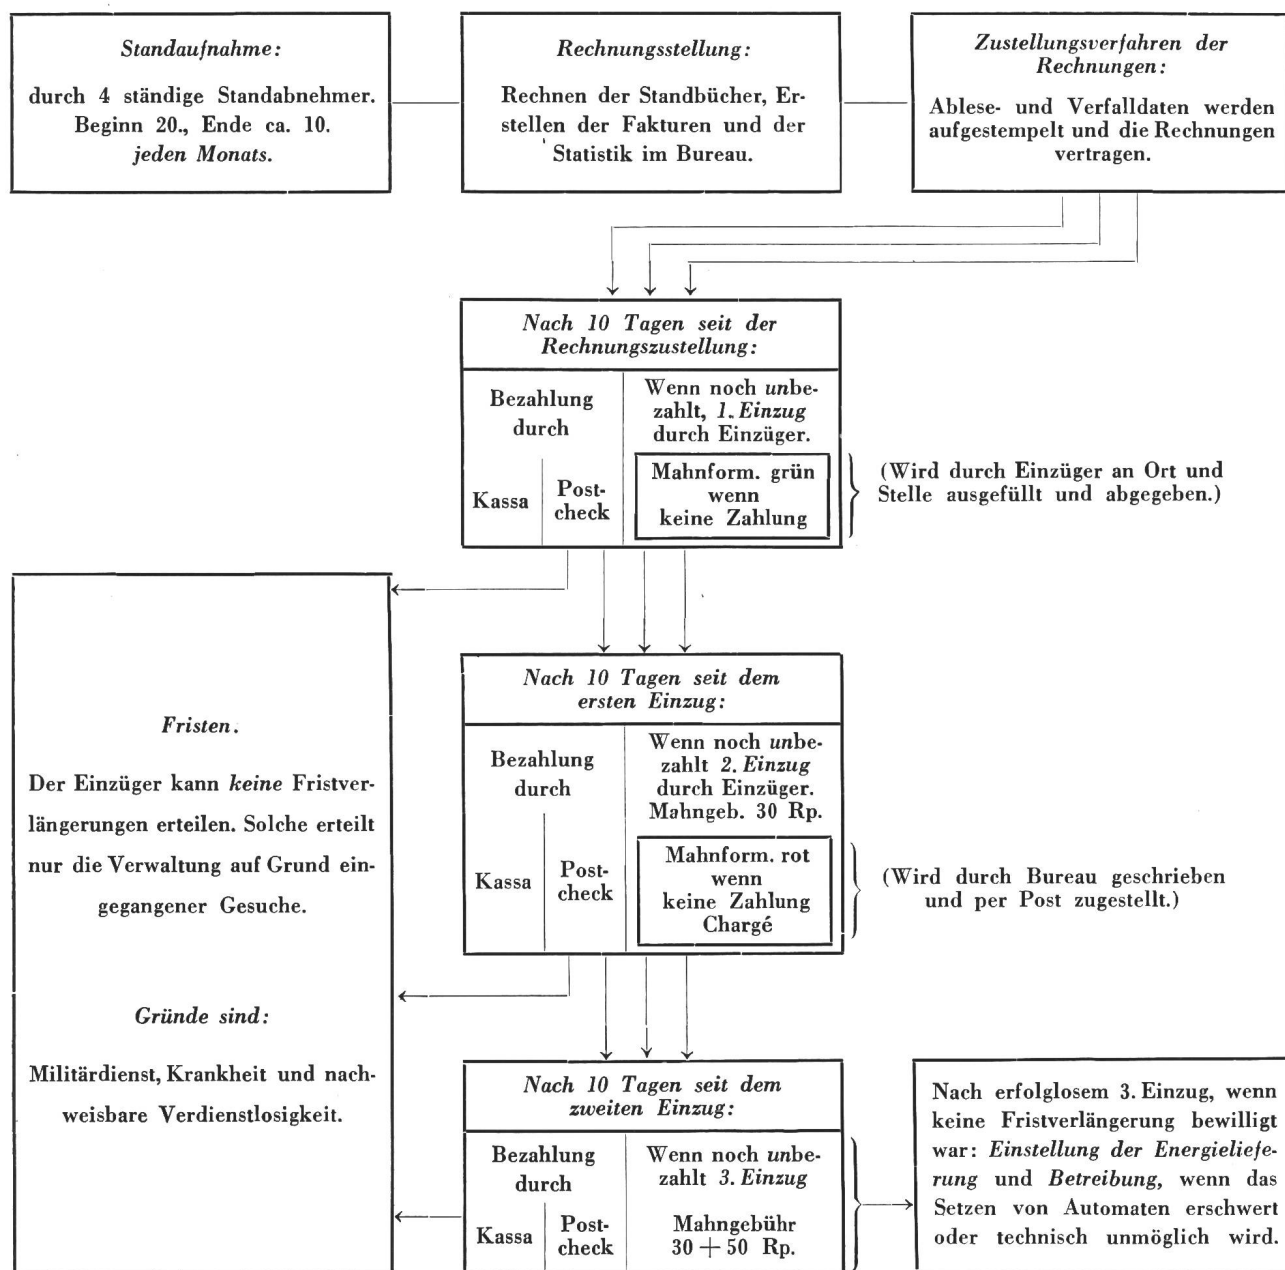 Standaufnahme:
durch 4 ständige Standabnehmer.
Beginn 20., Ende ca. 10.
jeden Monats.
Rechnungsstellung:
Rechnen der Standbücher, Er-
stellen der Fakturen und der
Statistik im Bureau.
Zustellungsverfahren der
Rechnungen:
Ablese- und Verfalldaten werden
aufgestempelt und die Rechnungen
vertragen.
Nach 10 Tagen seit der
Rechnungszustellung:
Bezahlung
durch
Kassa
Post-
check
Wenn noch unbe-
zahlt, 1. Einzug
durch Einzüger.
Mahnform. grün
wenn
keine Zahlung
(Wird durch Einzüger an Ort und
Stelle ausgefüllt und abgegeben.)
Fristen.
Der Einzüger kann keine Fristver-
längerungen erteilen. Solche erteilt
nur die Verwaltung auf Grund ein-
gegangener Gesuche.
Gründe sind:
Militärdienst, Krankheit und nach-
weisbare Verdienstlosigkeit.
Nach 10 Tagen seit dem
ersten Einzug:
Bezahlung
durch
Kassa
Post-
check
Wenn noch unbe-
zahlt 2. Einzug
durch Einzüger.
Mahngeb. 30 Rp.
Mahnform. rot
wenn
keine Zahlung
Chargé
(Wird durch Bureau geschrieben
und per Post zugestellt.)
Nach 10 Tagen seit dem
zweiten Einzug:
Bezahlung
durch
Kassa
Post-
check
Wenn noch unbe-
zahlt 3. Einzug
Mahngebühr
30 + 50 Rp.
Nach erfolglosem 3. Einzug, wenn
keine Fristverlängerung bewilligt
war: Einstellung der Energieliefe-
rung und Betreibung, wenn das
Setzen von Automaten erschwert
oder technisch unmöglich wird.